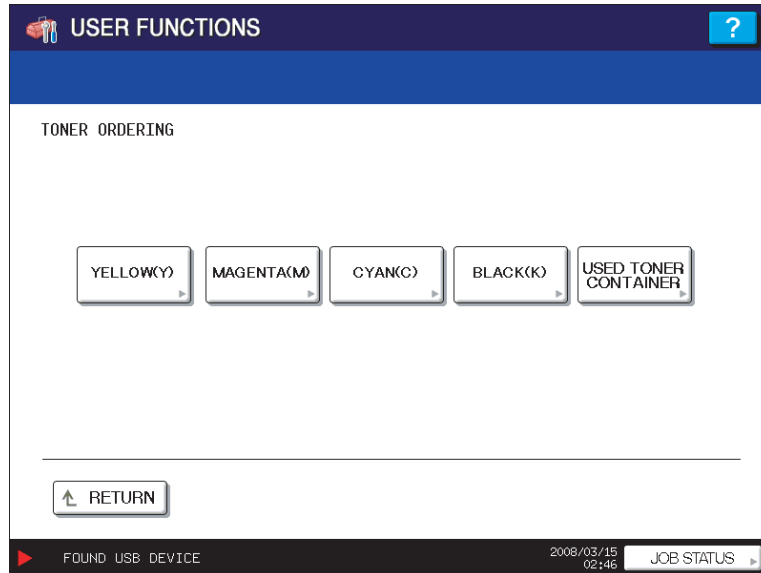 USER FUNCTIONS
?
TONER ORDERING
YELLOW(Y)
MAGENTA(M)
CYAN(C)
BLACK(K)
USED TONER
CONTAINER
RETURN
FOUND USB DEVICE
2008/03/15
02:46
JOB STATUS